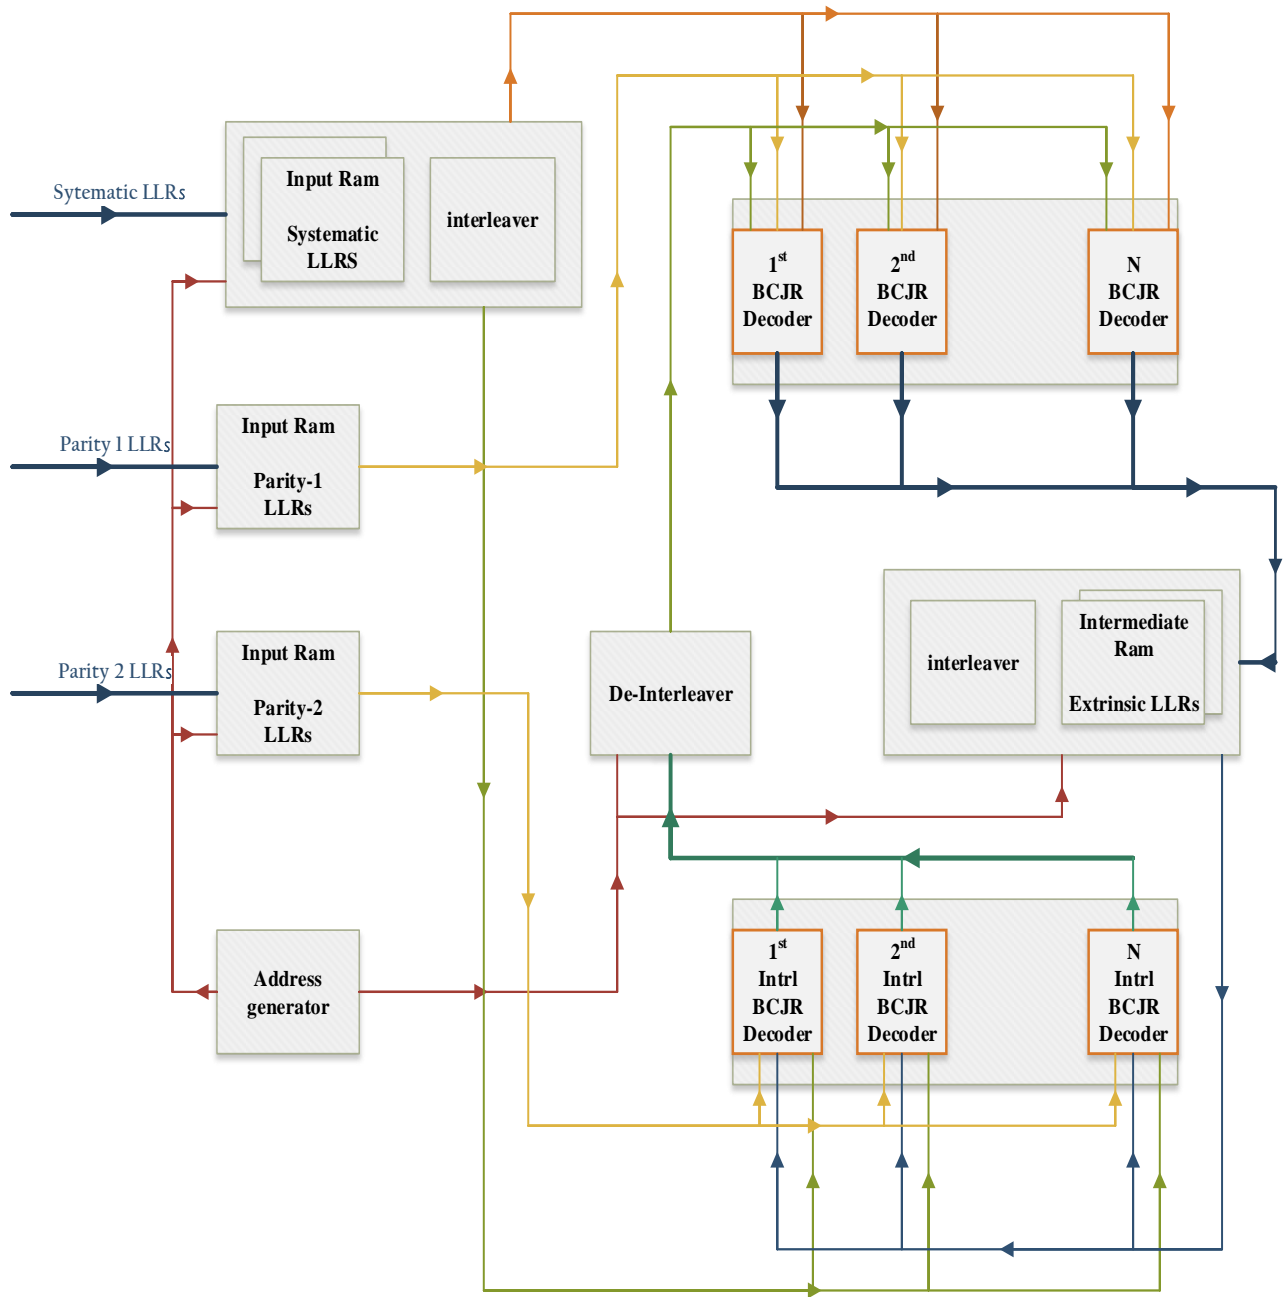 Sytematic LLRs
Input Ram
Systematic
LLRS
interleaver
1st
BCJR
Decoder
2nd
BCJR
Decoder
N
BCJR
Decoder
Parity 1 LLRs
Input Ram
Parity-1
LLRs
Parity 2 LLRs
Input Ram
Parity-2
LLRs
De-Interleaver
interleaver
Intermediate
Ram
Extrinsic LLRs
Address
generator
1st
Intrl
BCJR
Decoder
2nd
Intrl
BCJR
Decoder
N
Intrl
BCJR
Decoder